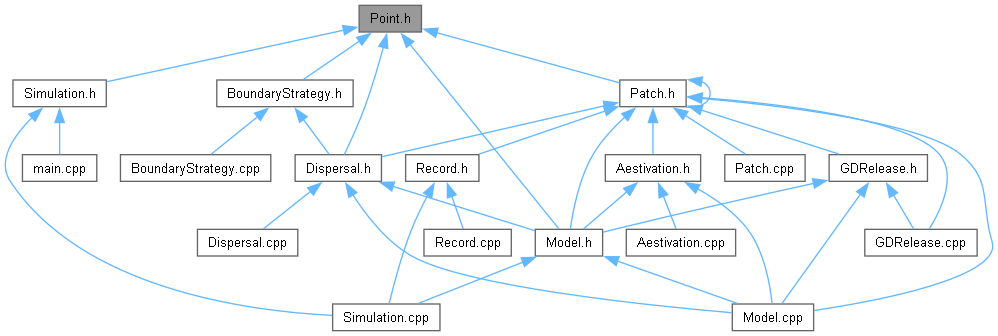 Point.h
Simulation.h
BoundaryStrategy.h
Patch.h
main.cpp
BoundaryStrategy.cpp
Dispersal.h
Record.h
Aestivation.h
Patch.cpp
GDRelease.h
Dispersal.cpp
Record.cpp
Model.h
Aestivation.cpp
GDRelease.cpp
Simulation.cpp
Model.cpp